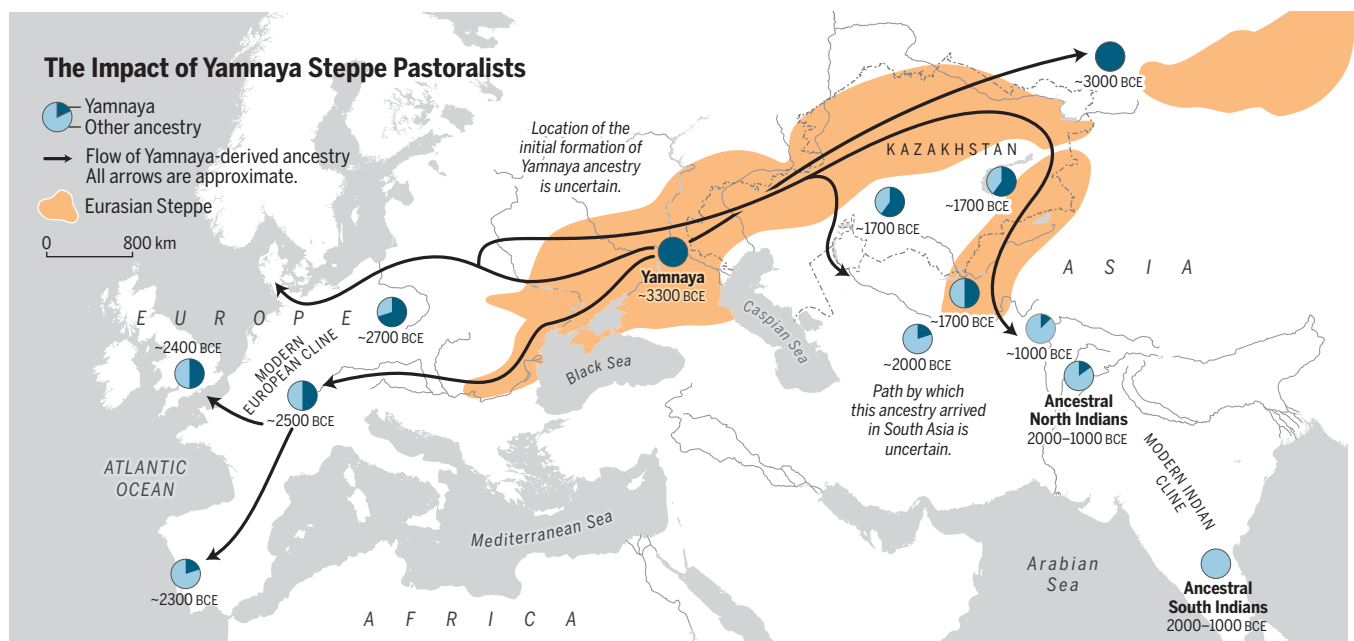 The Impact of Yamnaya Steppe Pastoralists
Yamnaya
Other ancestry
Flow of Yamnaya-derived ancestry
All arrows are approximate.
Eurasian Steppe
0 800 km
Location of the
initial formation of
Yamnaya ancestry
is uncertain.
~3000 BCE
KAZAKHSTAN
~1700 BCE
~1700 BCE
Yamnaya
~3300 BCE
ASIA
EUROPE
~2700 BCE
~1700 BCE
Caspian Sea
~2400 BCE
MODERN
EUROPEAN CLINE
Black Sea
~2000 BCE
~1000 BCE
~2500 BCE
Path by which
this ancestry arrived
in South Asia is
uncertain.
Ancestral
North Indians
2000–1000 BCE
MODERN INDIAN
CLINE
ATLANTIC
OCEAN
Mediterranean Sea
~2300 BCE
AFRICA
Arabian
Sea
Ancestral
South Indians
2000–1000 BCE